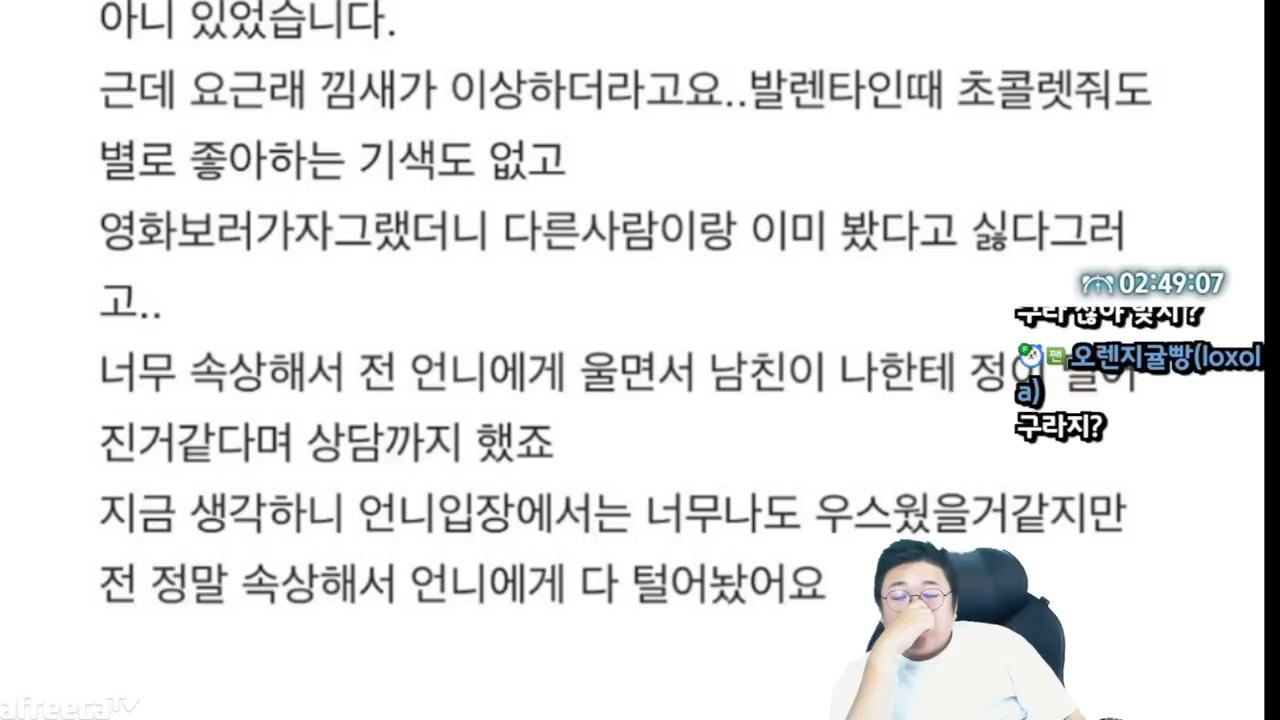 아니 있었습니다.
근데 요근래 낌새가 이상하더라고요..발렌타인때 초콜렛줘도
별로 좋아하는 기색도 없고
영화보러가자그랬더니 다른사람이랑 이미 봤다고 싫다그러
고..
02:49:07
맞지?
너무 속상해서 전 언니에게 울면서 남친이 나한테 정이
오렌지귤빵(loxol
a)
구라지?
진거같다며 상담까지 했죠
지금 생각하니 언니입장에서는 너무나도 우스웠을거같지만
전 정말 속상해서 언니에게 다 털어놨어요
afreecaTV